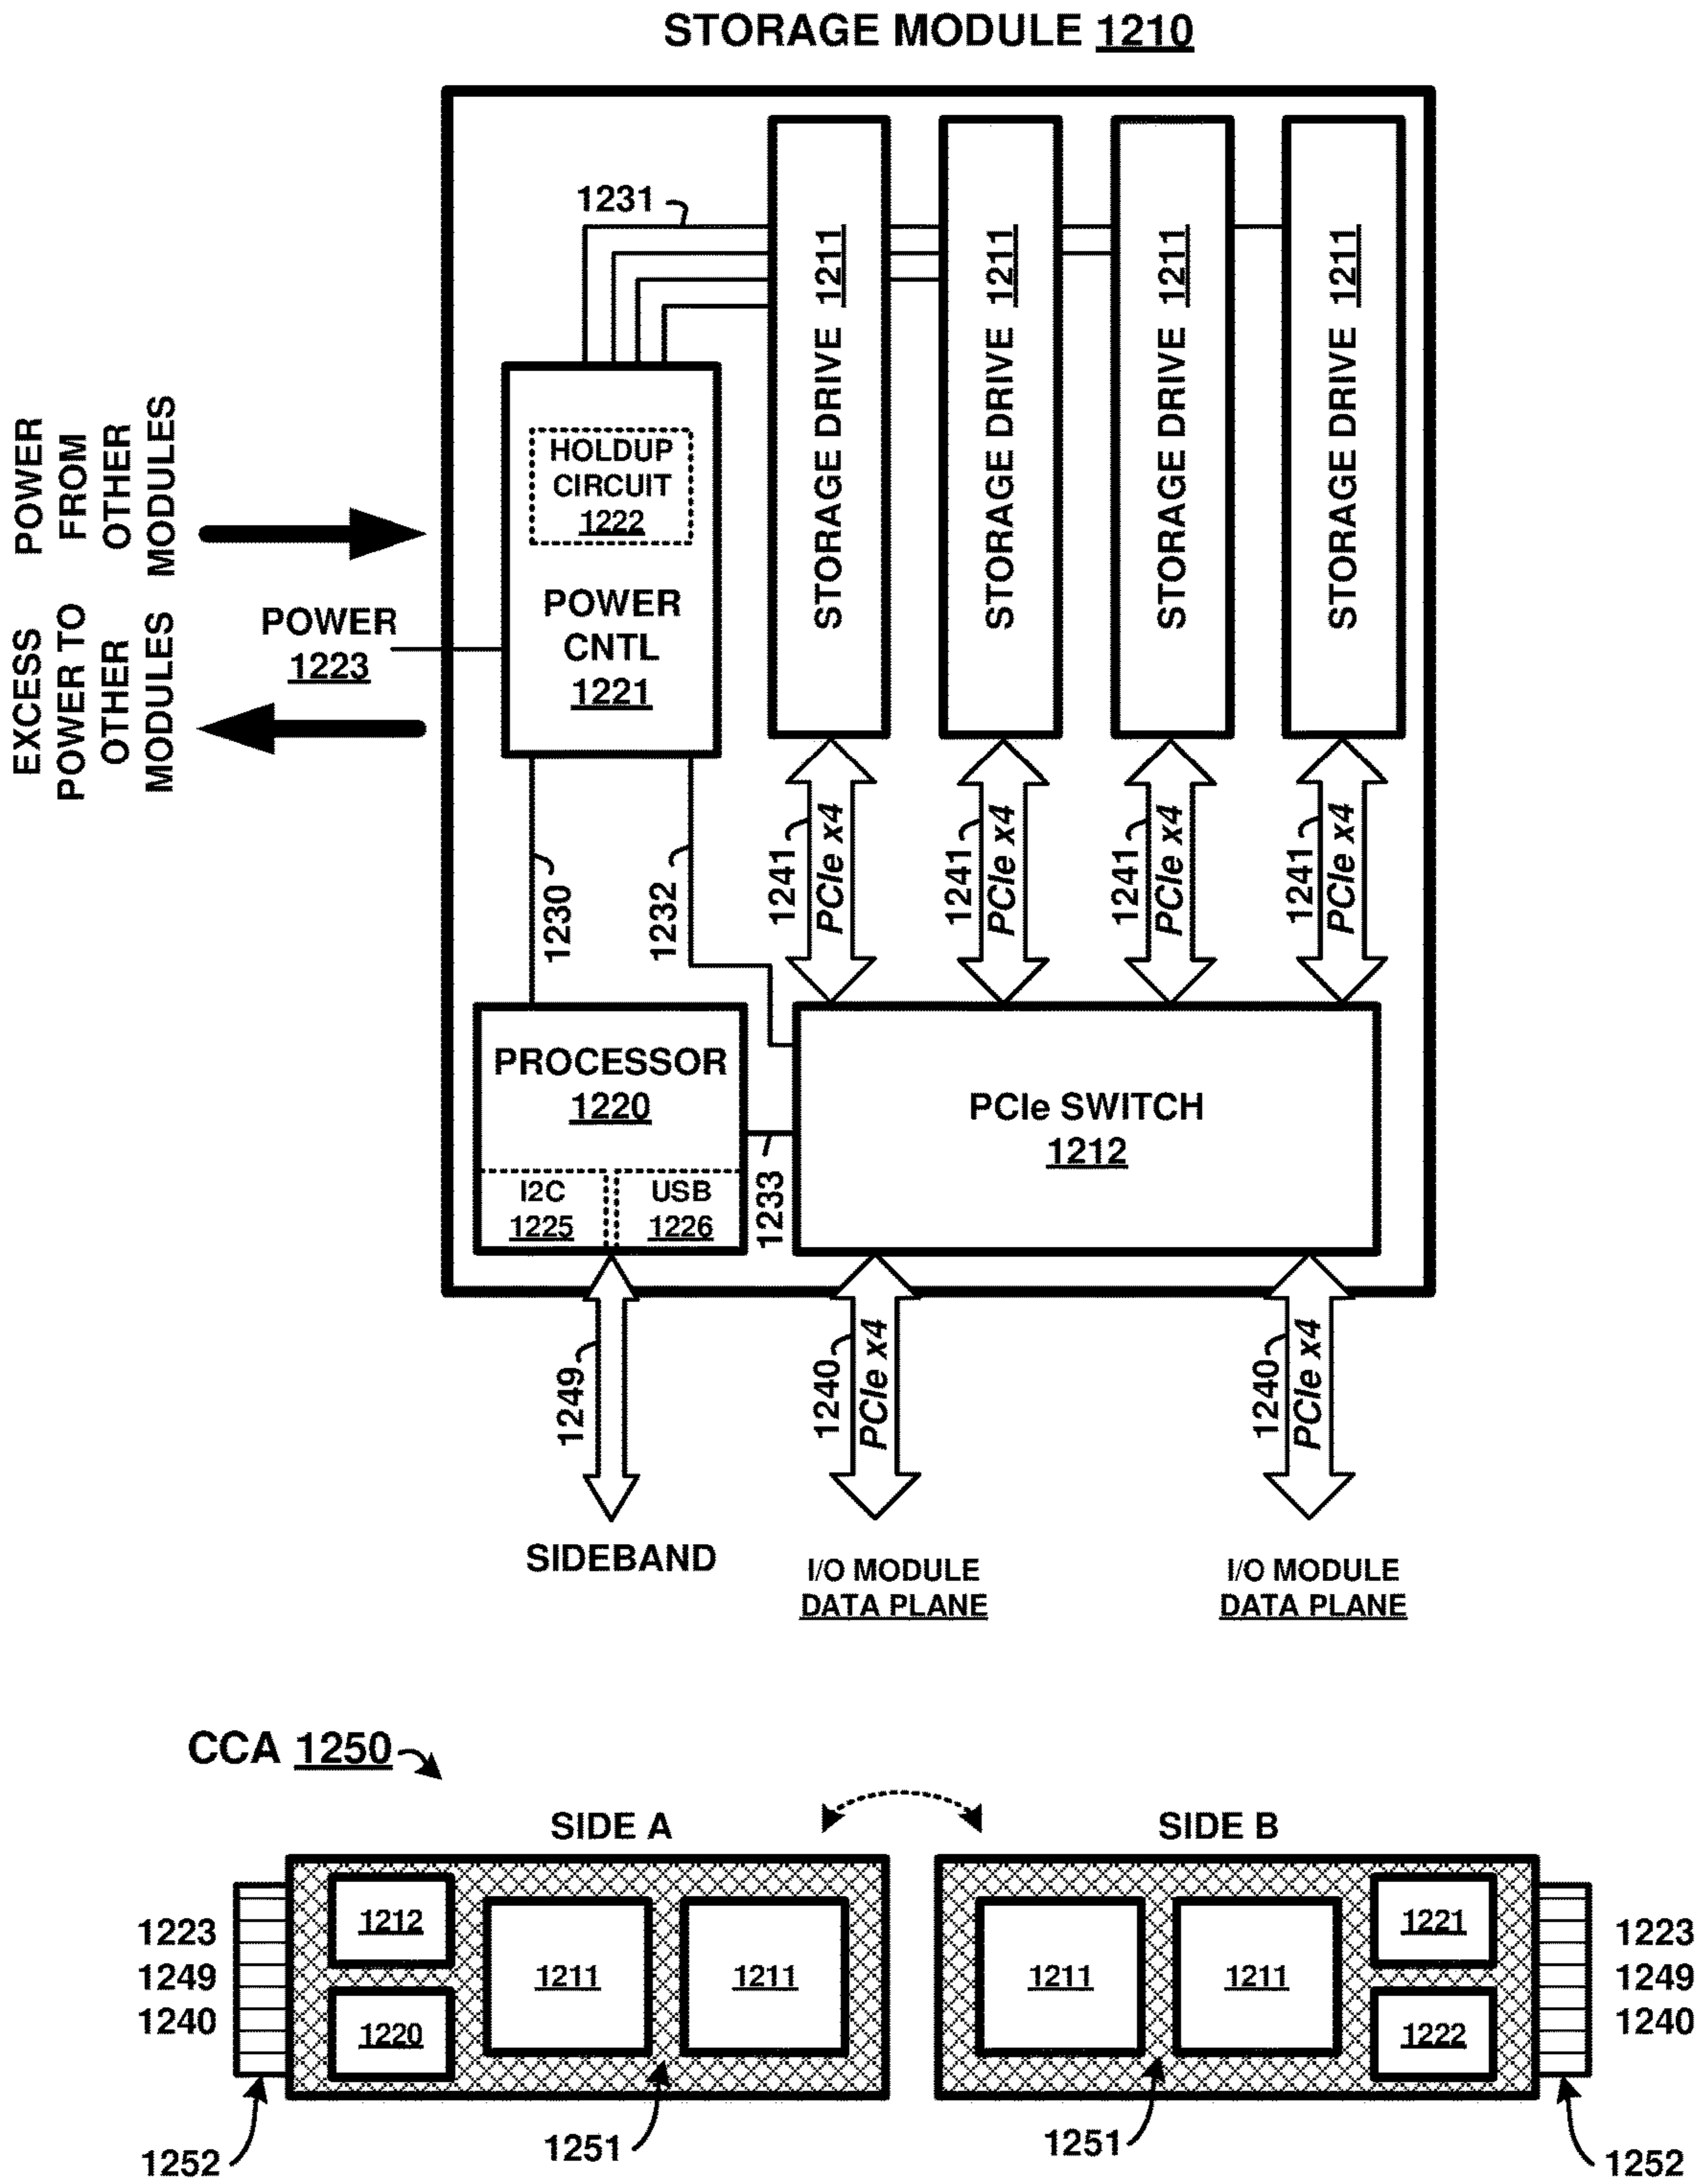 STORAGE MODULE 1210
1231
STORAGE DRIVE 1211
STORAGE DRIVE 1211
STORAGE DRIVE 1211
STORAGE DRIVE 1211
HOLDUP
CIRCUIT
1222
POWER
CNTL
1221
POWER
FROM
OTHER
MODULES
POWER
1223
EXCESS
POWER TO
OTHER
MODULES
1230
1232
1241
PCIe x4
1241
PCIe x4
1241
PCIe x4
1241
PCIe x4
PROCESSOR
1220
I2C
1225
USB
1226
1233
PCIe SWITCH
1212
1249
1240
PCIe x4
1240
PCIe x4
SIDEBAND
I/O MODULE
DATA PLANE
I/O MODULE
DATA PLANE
CCA 1250
SIDE A
SIDE B
1223
1249
1240
1212
1220
1211
1211
1211
1211
1221
1222
1223
1249
1240
1252
1251
1251
1252